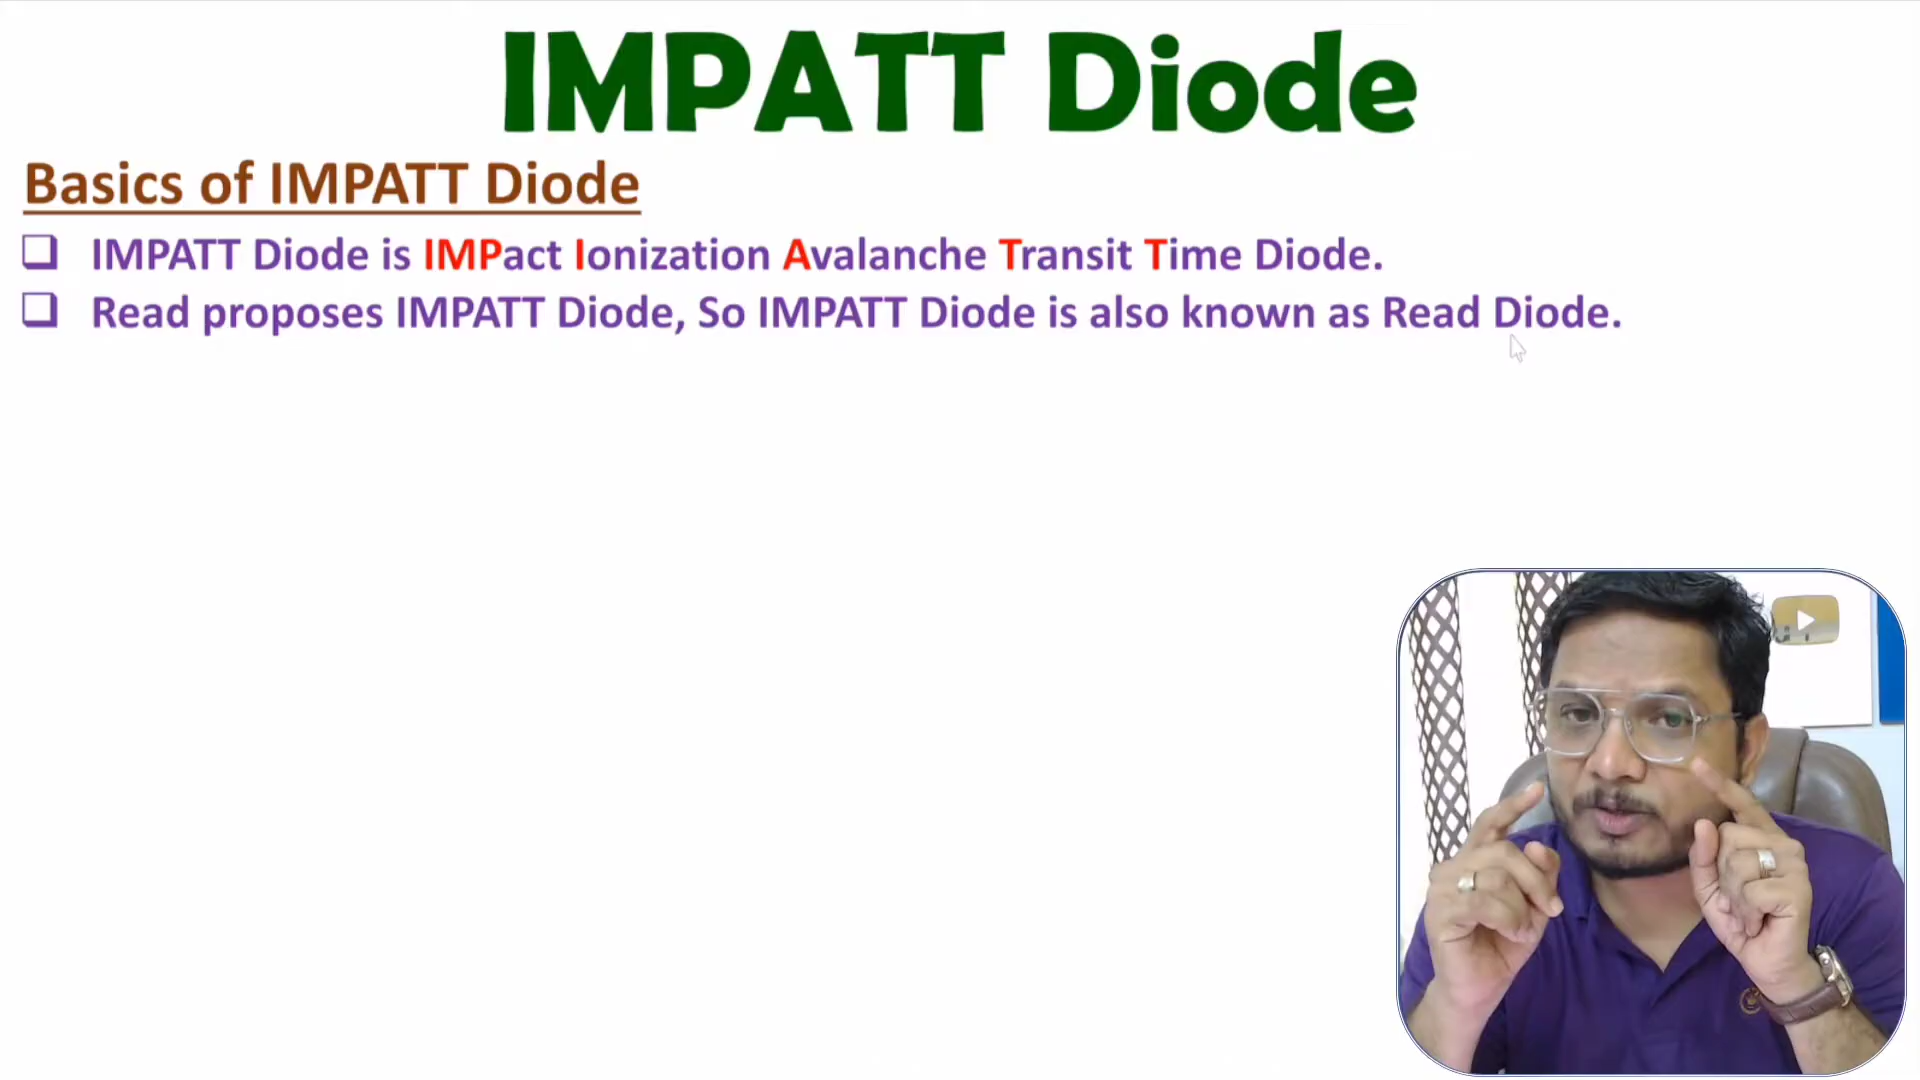 IMPATT Diode
Basics of IMPATT Diode
IMPATT Diode is IMPact Ionization Avalanche Transit Time Diode.
Read proposes IMPATT Diode, So IMPATT Diode is also known as Read Diode.